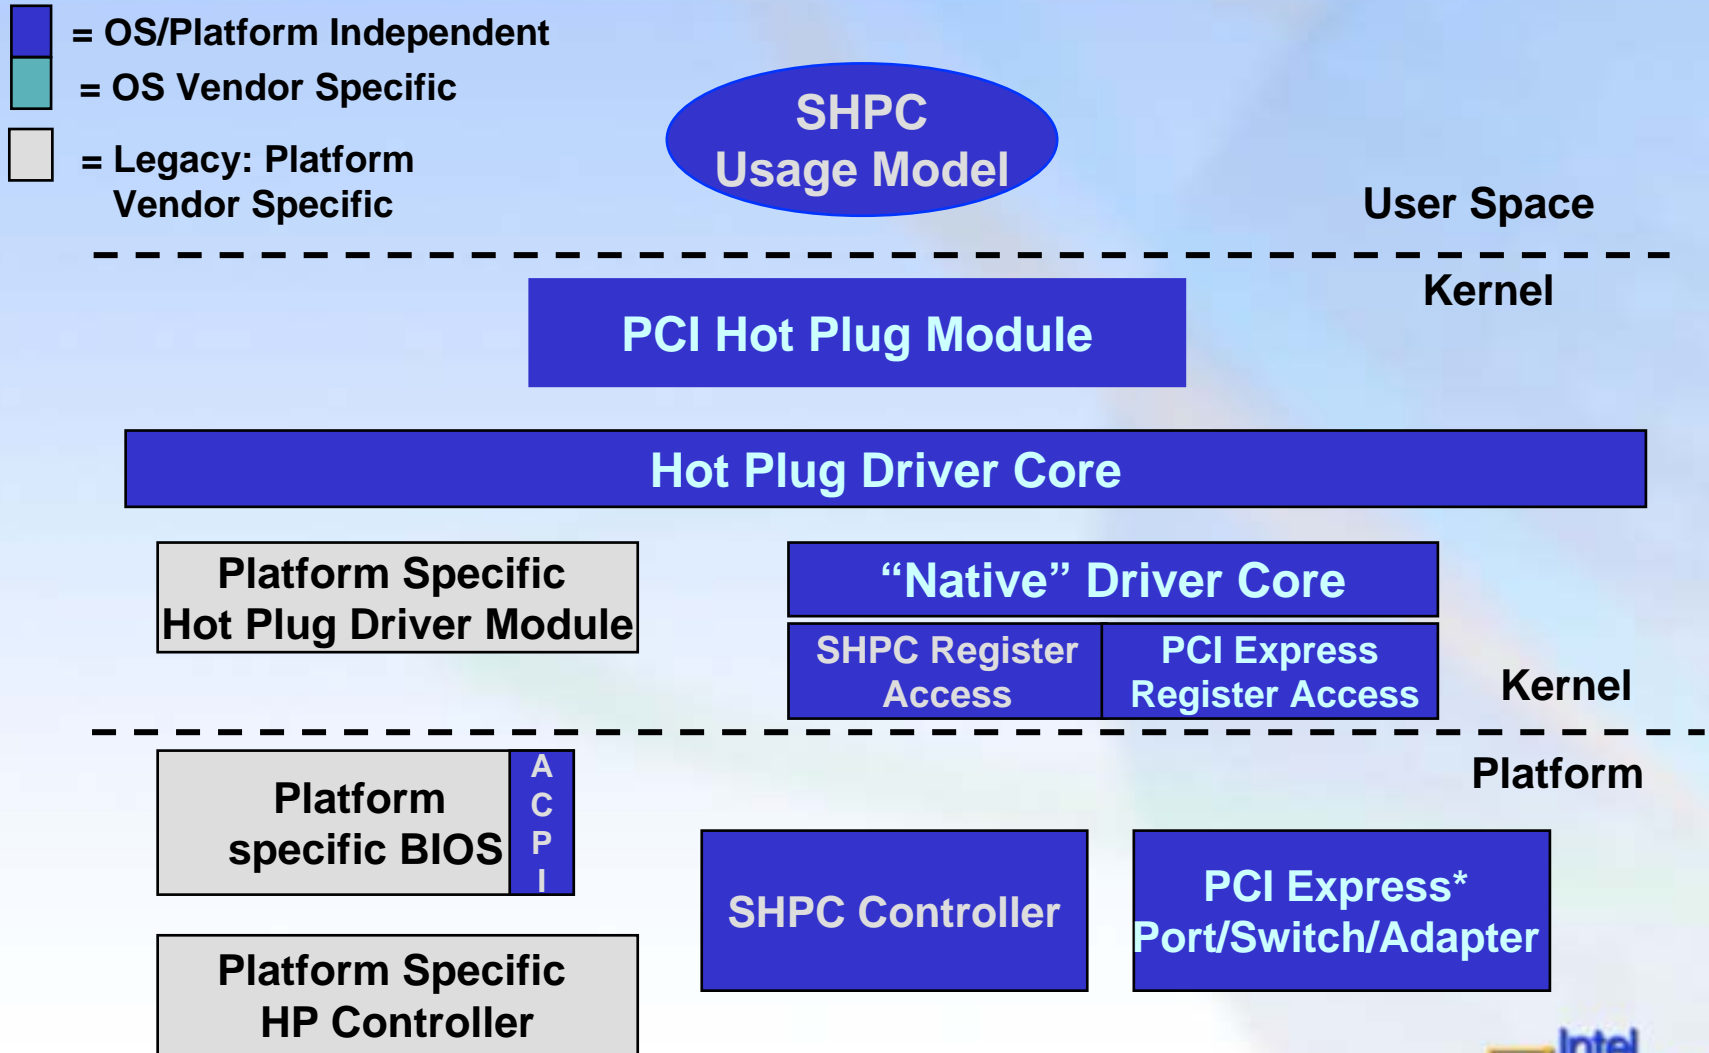 = OS/Platform Independent
= OS Vendor Specific
= Legacy: Platform
Vendor Specific
SHPC
Usage Model
User Space
Kernel
PCI Hot Plug Module
Hot Plug Driver Core
Platform Specific
Hot Plug Driver Module
“Native” Driver Core
SHPC Register
Access
PCI Express
Register Access
Kernel
Platform
Platform
specific BIOS
A
C
P
I
SHPC Controller
PCI Express*
Port/Switch/Adapter
Platform Specific
HP Controller
Intel